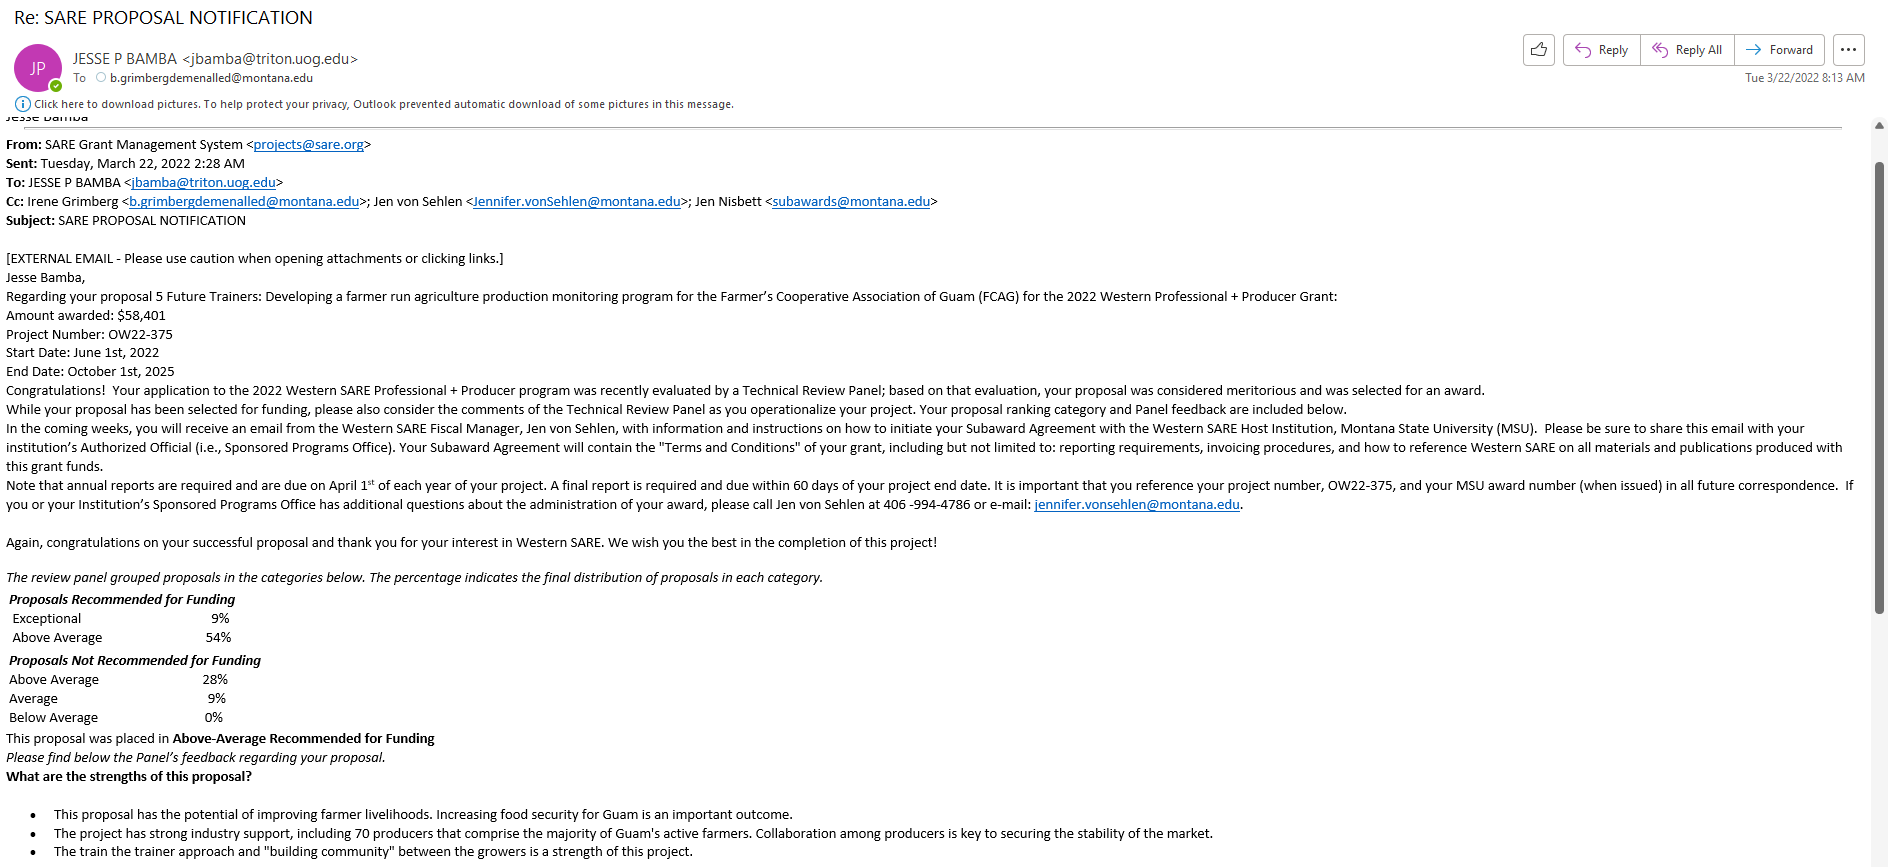 Re: SARE PROPOSAL NOTIFICATION
JP
JESSE P BAMBA <jbamba@triton.uog.edu>
To b.grimbergdemenalled@montana.edu
Reply
Reply All
Forward
Tue 3/22/2022 8:13 AM
Click here to download pictures. To help protect your privacy, Outlook prevented automatic download of some pictures in this message.
Jesse Bamba
From: SARE Grant Management System <projects@sare.org>
Sent: Tuesday, March 22, 2022 2:28 AM
To: JESSE P BAMBA <jbamba@triton.uog.edu>
Cc: Irene Grimberg <b.grimbergdemenalled@montana.edu>; Jen von Sehlen <Jennifer.vonSehlen@montana.edu>; Jen Nisbett <subawards@montana.edu>
Subject: SARE PROPOSAL NOTIFICATION
[EXTERNAL EMAIL - Please use caution when opening attachments or clicking links.]
Jesse Bamba,
Regarding your proposal 5 Future Trainers: Developing a farmer run agriculture production monitoring program for the Farmer's Cooperative Association of Guam (FCAG) for the 2022 Western Professional + Producer Grant:
Amount awarded: $58,401
Project Number: OW22-375
Start Date: June 1st, 2022
End Date: October 1st, 2025
Congratulations!  Your application to the 2022 Western SARE Professional + Producer program was recently evaluated by a Technical Review Panel; based on that evaluation, your proposal was considered meritorious and was selected for an award.
While your proposal has been selected for funding, please also consider the comments of the Technical Review Panel as you operationalize your project. Your proposal ranking category and Panel feedback are included below.
In the coming weeks, you will receive an email from the Western SARE Fiscal Manager, Jen von Sehlen, with information and instructions on how to initiate your Subaward Agreement with the Western SARE Host Institution, Montana State University (MSU).  Please be sure to share this email with your
institution's Authorized Official (i.e., Sponsored Programs Office). Your Subaward Agreement will contain the "Terms and Conditions" of your grant, including but not limited to: reporting requirements, invoicing procedures, and how to reference Western SARE on all materials and publications produced with
this grant funds.
Note that annual reports are required and are due on April 1st of each year of your project. A final report is required and due within 60 days of your project end date. It is important that you reference your project number, OW22-375, and your MSU award number (when issued) in all future correspondence.  If
you or your Institution's Sponsored Programs Office has additional questions about the administration of your award, please call Jen von Sehlen at 406 -994-4786 or e-mail: jennifer.vonsehlen@montana.edu.
Again, congratulations on your successful proposal and thank you for your interest in Western SARE. We wish you the best in the completion of this project!
The review panel grouped proposals in the categories below. The percentage indicates the final distribution of proposals in each category.
Proposals Recommended for Funding
Exceptional 9%
Above Average 54%
Proposals Not Recommended for Funding
Above Average 28%
Average 9%
Below Average 0%
This proposal was placed in Above-Average Recommended for Funding
Please find below the Panel's feedback regarding your proposal.
What are the strengths of this proposal?
• This proposal has the potential of improving farmer livelihoods. Increasing food security for Guam is an important outcome.
• The project has strong industry support, including 70 producers that comprise the majority of Guam's active farmers. Collaboration among producers is key to securing the stability of the market.
• The train the trainer approach and "building community" between the growers is a strength of this project.